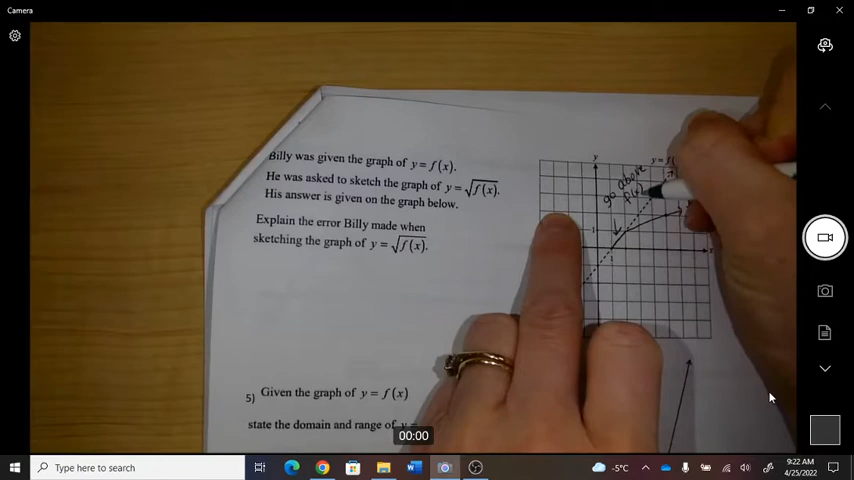 Camera
Billy was given the graph of y = f(x).
He was asked to sketch the graph of y = √f(x).
His answer is given on the graph below.
Explain the error Billy made when
sketching the graph of y = √f(x).
y
y = f(
go above
f(x)
1
1
x
5) Given the graph of y = f(x)
state the domain and range of y =
00:00
Type here to search
-5°C
9:22 AM
4/25/2022